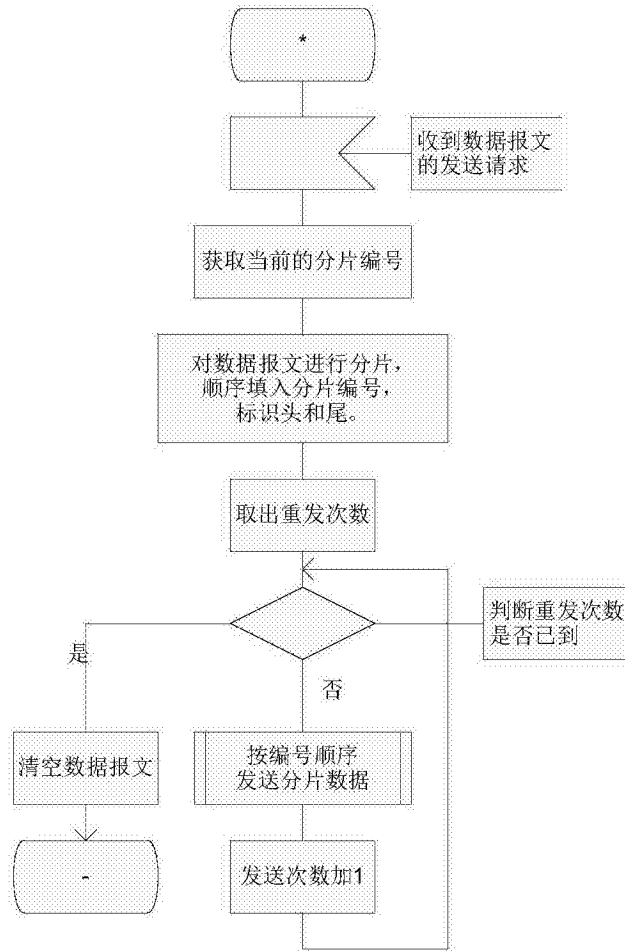 *
收到数据报文
的发送请求
获取当前的分片编号
对数据报文进行分片,
顺序填入分片编号,
标识头和尾。
取出重发次数
判断重发次数
是否已到
是
否
清空数据报文
按编号顺序
发送分片数据
-
发送次数加1